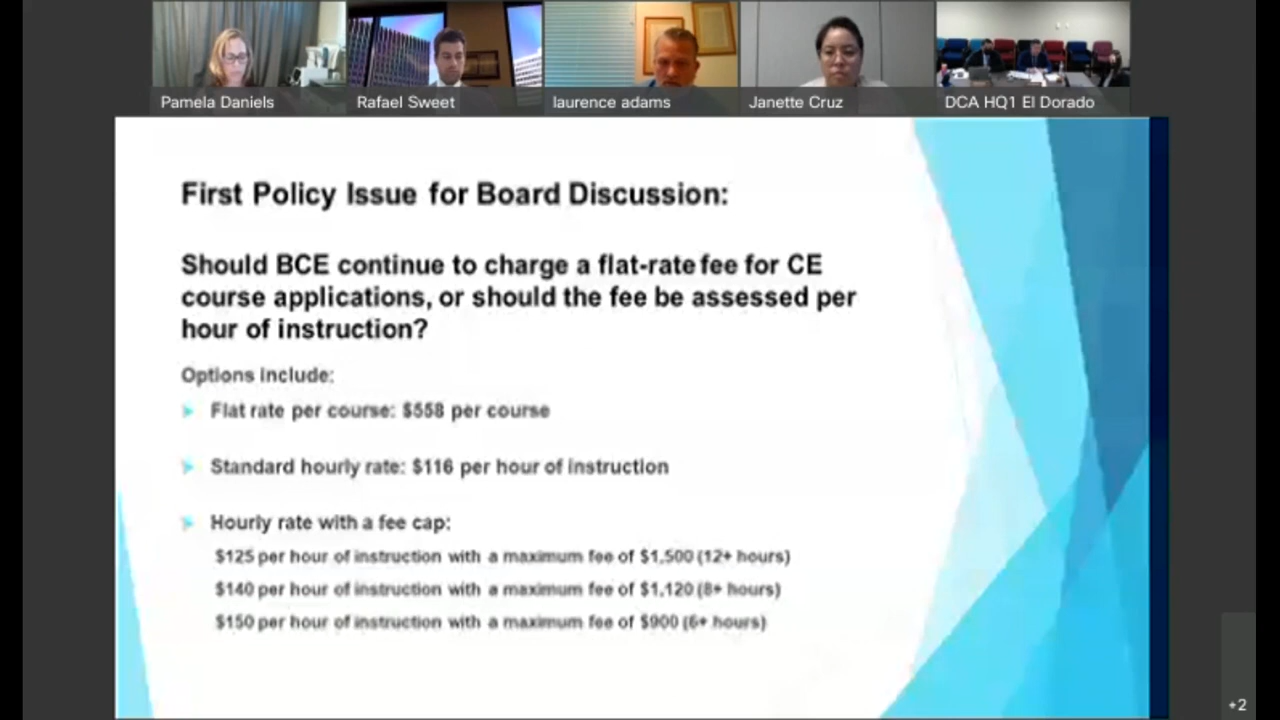 Pamela Daniels
Rafael Sweet
laurence adams
Janette Cruz
DCA HQ1 El Dorado
First Policy Issue for Board Discussion:
Should BCE continue to charge a flat-rate fee for CE
course applications, or should the fee be assessed per
hour of instruction?
Options include:
Flat rate per course: $558 per course
Standard hourly rate: $116 per hour of instruction
Hourly rate with a fee cap:
$125 per hour of instruction with a maximum fee of $1,500 (12+ hours)
$140 per hour of instruction with a maximum fee of $1,120 (8+ hours)
$150 per hour of instruction with a maximum fee of $900 (6+ hours)
+2